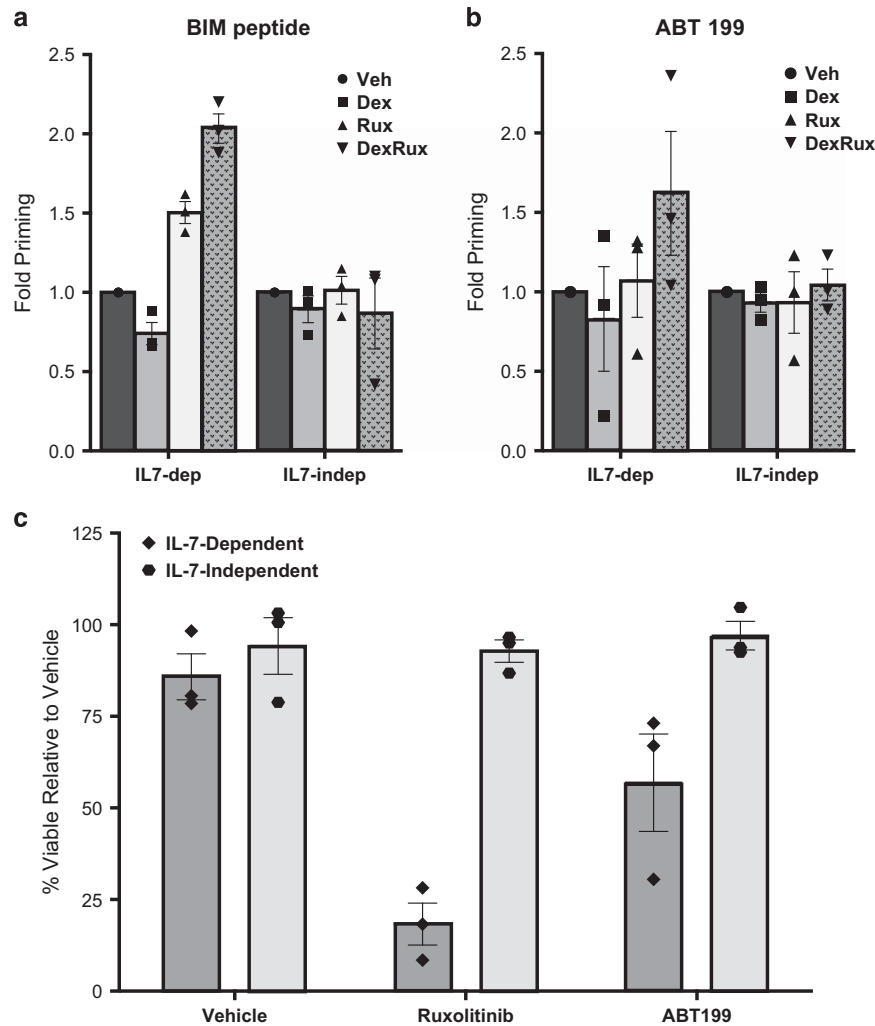 a
BIM peptide
2.5
2.0
1.5
1.0
0.5
0.0
Fold Priming
Veh
Dex
Rux
DexRux
IL7-dep
IL7-indep
b
ABT 199
2.5
2.0
1.5
1.0
0.5
0.0
Fold Priming
Veh
Dex
Rux
DexRux
IL7-dep
IL7-indep
c
125
100
75
50
25
0
% Viable Relative to Vehicle
IL-7-Dependent
IL-7-Independent
Vehicle
Ruxolitinib
ABT199